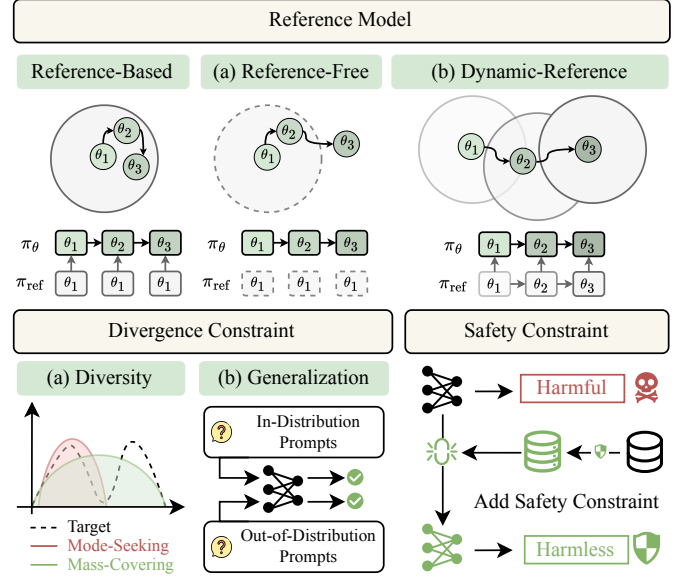 Reference Model
Reference-Based
(a) Reference-Free
(b) Dynamic-Reference
θ1
θ2
θ3
θ1
θ2
θ3
θ1
θ2
θ3
πθ
θ1
θ2
θ3
πref
θ1
θ1
θ1
πθ
θ1
θ2
θ3
πref
θ1
θ1
θ1
πθ
θ1
θ2
θ3
πref
θ1
θ2
θ3
Divergence Constraint
(a) Diversity
Target
Mode-Seeking
Mass-Covering
(b) Generalization
?
In-Distribution
Prompts
?
Out-of-Distribution
Prompts
Safety Constraint
Harmful
Add Safety Constraint
Harmless